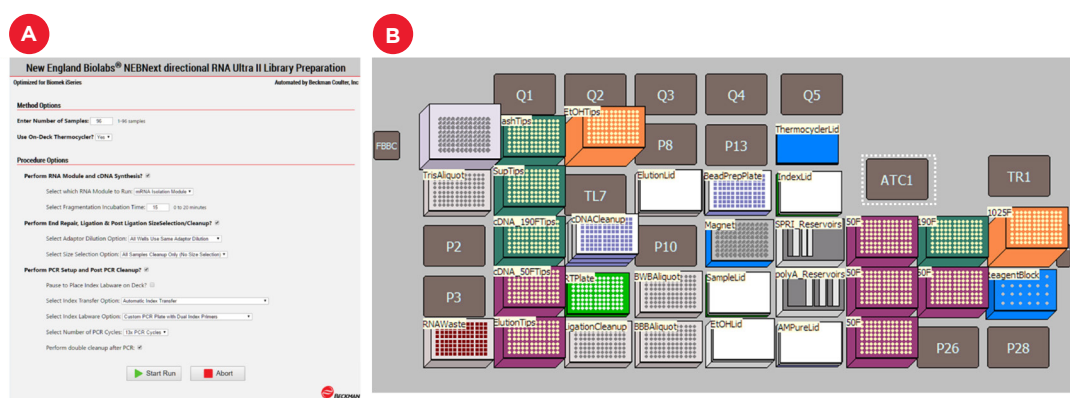 A
B
New England Biolabs® NEBNext directional RNA Ultra II Library Preparation
Optimized for Biomek iSeries
Automated by Beckman Coulter, Inc
Method Options
Enter Number of Samples: 96 1-96 samples
Use On-Deck Thermocycler? Yes
Procedure Options
Perform RNA Module and cDNA Synthesis?
Select which RNA Module to Run: mRNA Isolation Module
Select Fragmentation Incubation Time: 15 0 to 20 minutes
Perform End Repair, Ligation & Post Ligation SizeSelection/Cleanup?
Select Adaptor Dilution Option: All Wells Use Same Adaptor Dilution
Select Size Selection Option: All Samples Cleanup Only (No Size Selection)
Perform PCR Setup and Post PCR Cleanup?
Pause to Place Index Labware on Deck?
Select Index Transfer Option: Automatic Index Transfer
Select Index Labware Option: Custom PCR Plate with Dual Index Primers
Select Number of PCR Cycles: 13x PCR Cycles
Perform double cleanup after PCR:
Start Run
Abort
BECKMAN
Q1
Q2
Q3
Q4
Q5
ashTips
EtOHTips
FBBC
P8
P13
ThermocyclerLid
TrisAliquot
SupTips
TL7
ElutionLid
BeadPrepPlate
IndexLid
ATC1
TR1
P2
cDNA_190FTips
cDNACleanup
P10
Magnet
SPRI_Reservoirs
50F
190F
1025F
P3
cDNA_50FTips
RTPlate
BWBAliquot
SampleLid
polyA_Reservoirs
50F
50F
eagentBlock
RNAWaste
ElutionTips
LigationCleanup
BBBAliquot
EtOHLid
AMPureLid
50F
P26
P28